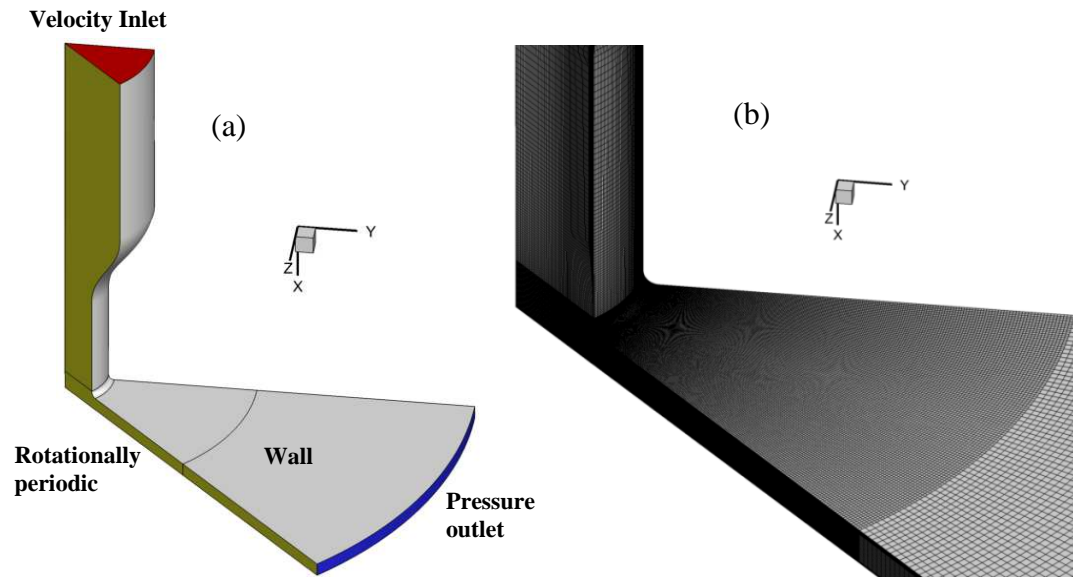 Velocity Inlet
(a)
Y
Z
X
Rotationally
periodic
Wall
Pressure
outlet
(b)
Y
Z
X